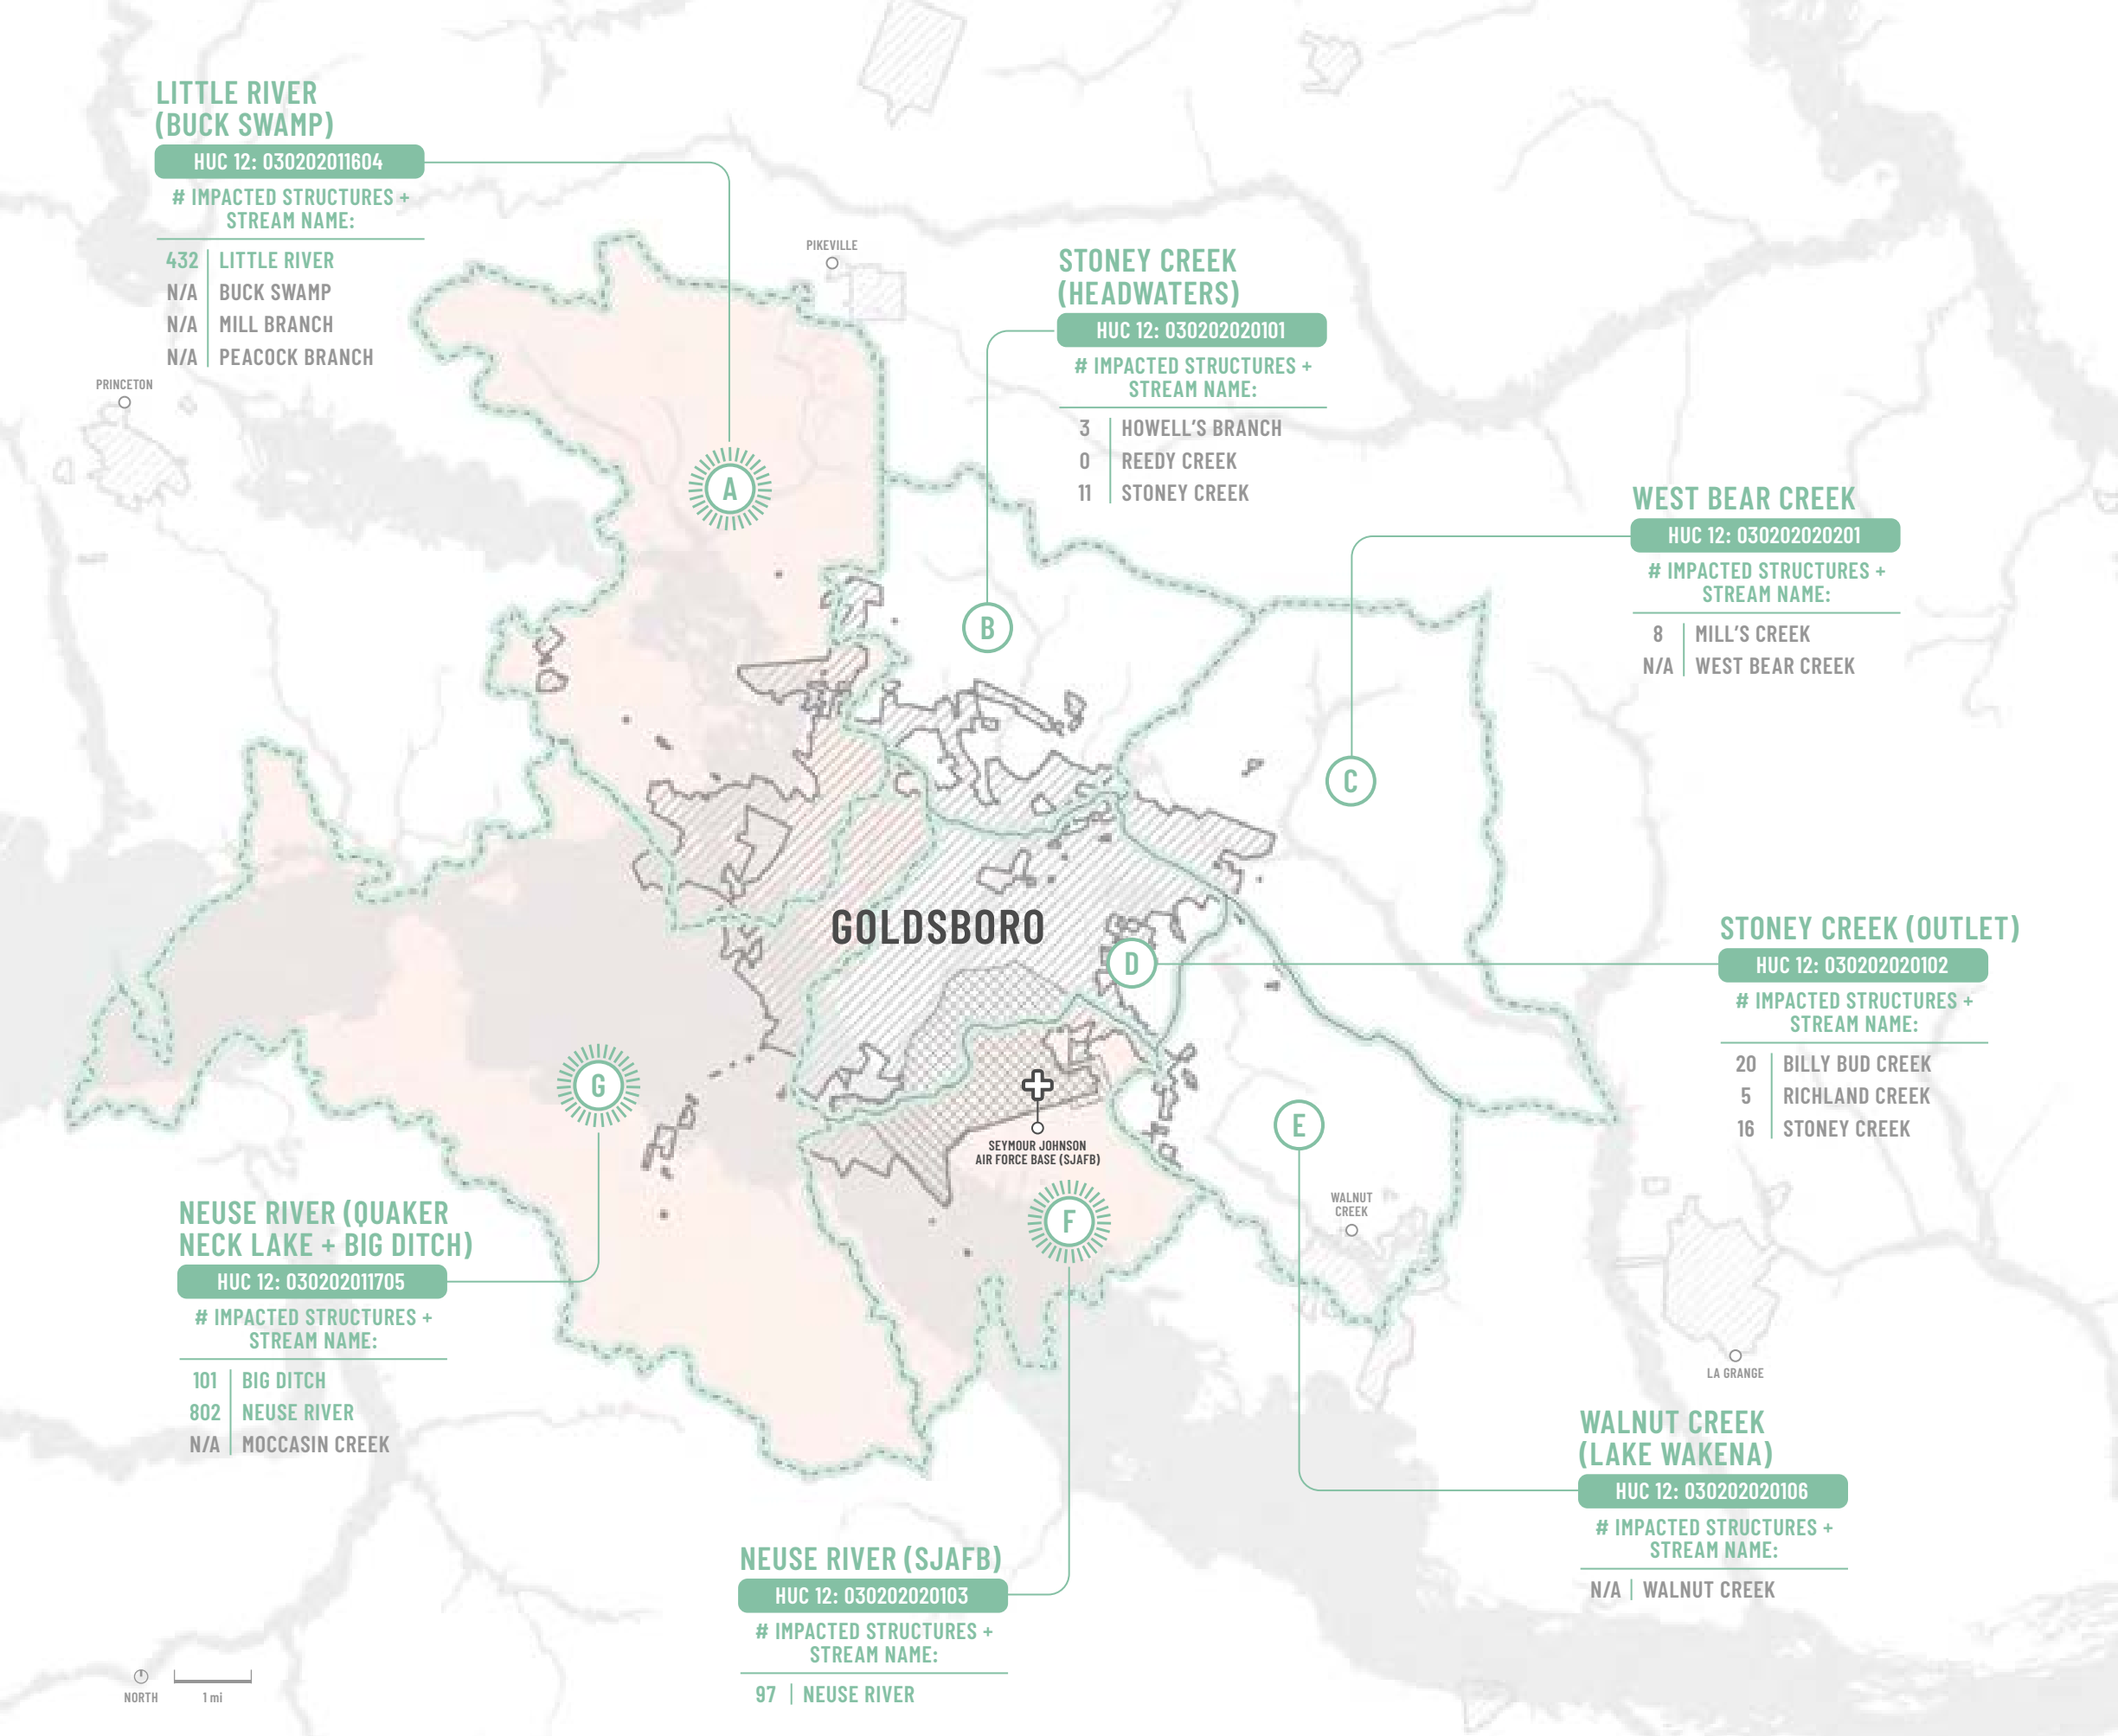 LITTLE RIVER
(BUCK SWAMP)
HUC 12: 030202011604
# IMPACTED STRUCTURES +
STREAM NAME:
432 LITTLE RIVER
N/A BUCK SWAMP
N/A MILL BRANCH
N/A PEACOCK BRANCH
PRINCETON
PIKEVILLE
STONEY CREEK
(HEADWATERS)
HUC 12: 030202020101
# IMPACTED STRUCTURES +
STREAM NAME:
3 HOWELL'S BRANCH
0 REEDY CREEK
11 STONEY CREEK
WEST BEAR CREEK
HUC 12: 030202020201
# IMPACTED STRUCTURES +
STREAM NAME:
8 MILL'S CREEK
N/A WEST BEAR CREEK
A
B
C
GOLDSBORO
D
STONEY CREEK (OUTLET)
HUC 12: 030202020102
# IMPACTED STRUCTURES +
STREAM NAME:
20 BILLY BUD CREEK
5 RICHLAND CREEK
16 STONEY CREEK
G
E
SEYMOUR JOHNSON
AIR FORCE BASE (SJAFB)
F
WALNUT
CREEK
LA GRANGE
NEUSE RIVER (QUAKER
NECK LAKE + BIG DITCH)
HUC 12: 030202011705
# IMPACTED STRUCTURES +
STREAM NAME:
101 BIG DITCH
802 NEUSE RIVER
N/A MOCCASIN CREEK
WALNUT CREEK
(LAKE WAKENA)
HUC 12: 030202020106
# IMPACTED STRUCTURES +
STREAM NAME:
N/A WALNUT CREEK
NEUSE RIVER (SJAFB)
HUC 12: 030202020103
# IMPACTED STRUCTURES +
STREAM NAME:
97 NEUSE RIVER
NORTH
1 mi